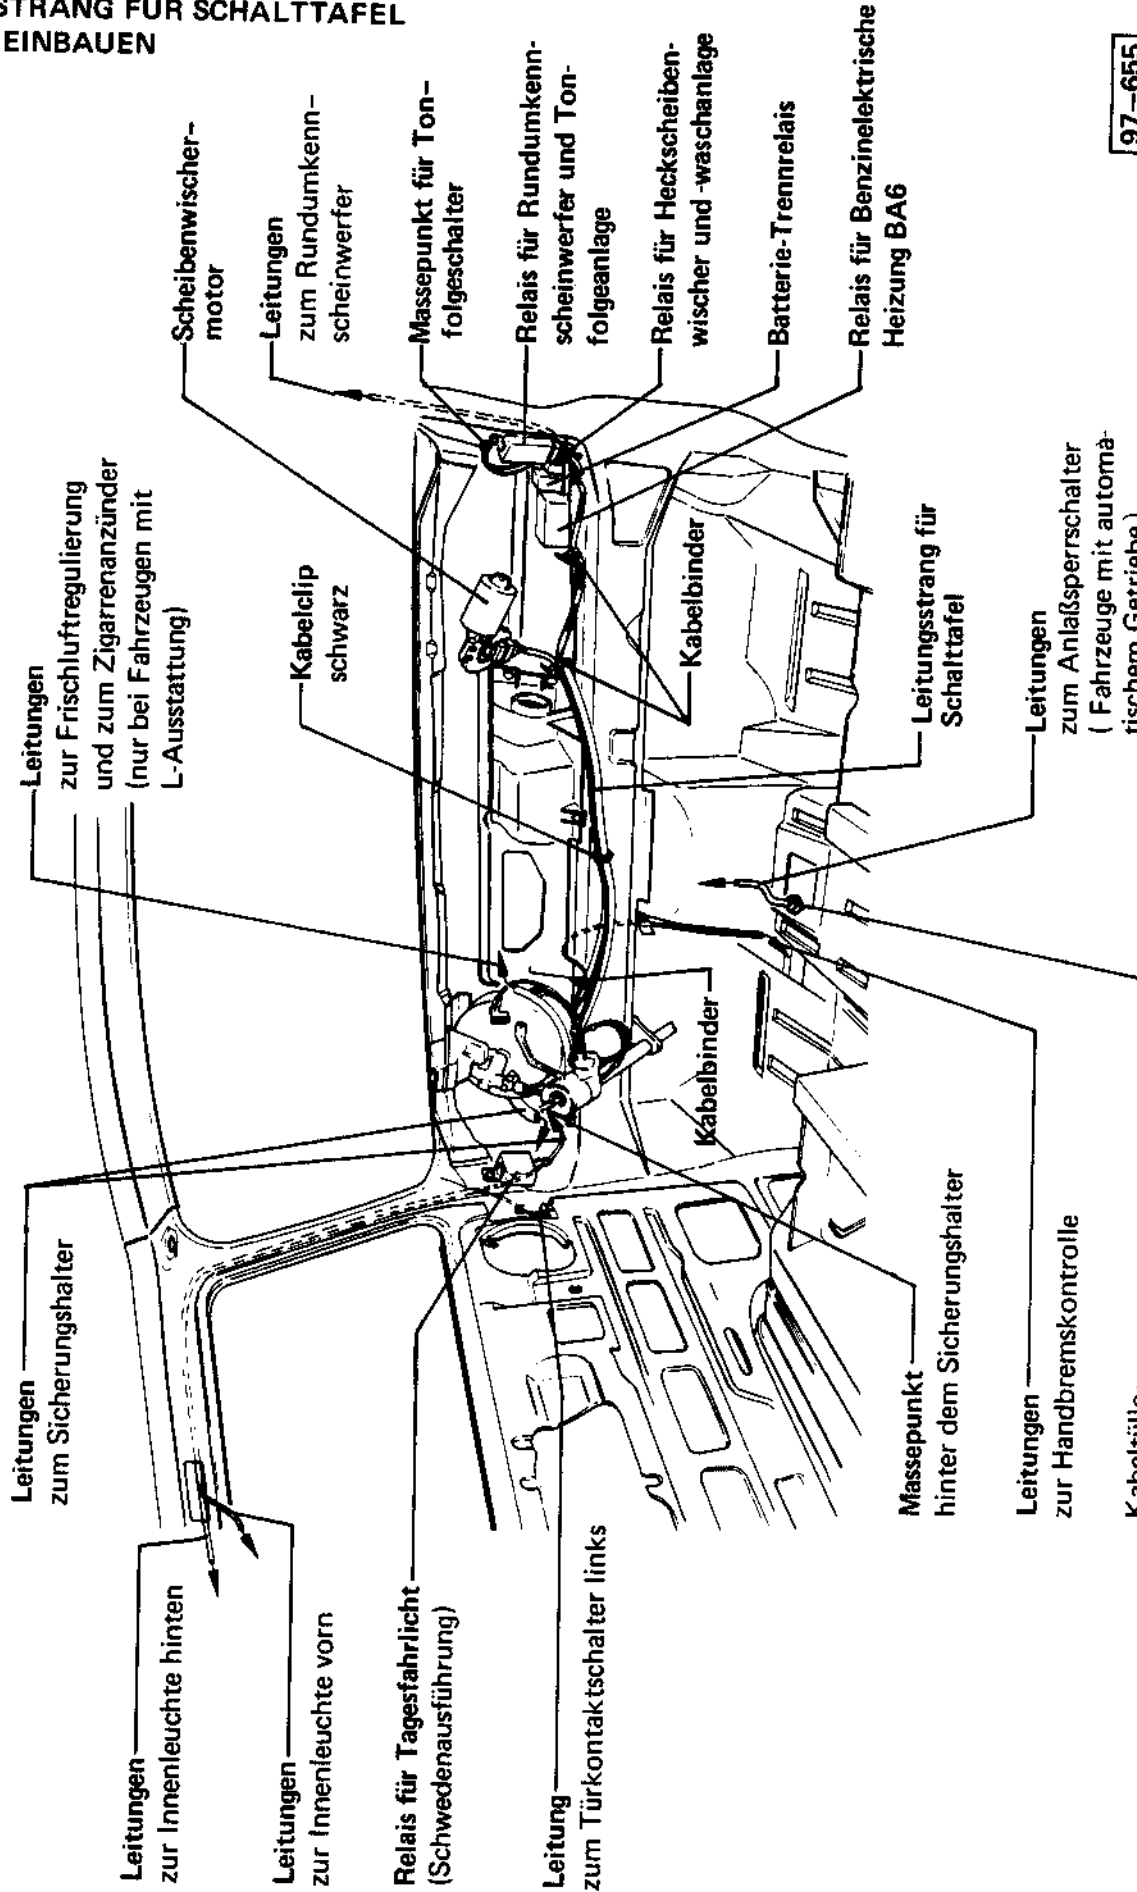 STRANG FÜR SCHALTTAFEL
EINBAUEN
Leitungen
zum Sicherungshalter
Leitungen
zur Frischluftregulierung
und zum Zigarrenanzünder
(nur bei Fahrzeugen mit
L-Ausstattung)
Scheibenwischer-
motor
Leitungen
zum Rundumkenn-
scheinwerfer
Massepunkt für Ton-
folgeschalter
Relais für Rundumkenn-
scheinwerfer und Ton-
folgeanlage
Relais für Heckscheiben-
wischer und -waschanlage
Batterie-Trennrelais
Relais für Benzinelektrische
Heizung BA6
Kabelclip
schwarz
Kabelbinder
Leitungsstrang für
Schalttafel
Leitungen
zum Anlaßsperrschalter
( Fahrzeuge mit automa-
tischem Getriebe )
Kabelbinder
Leitungen
zur Innenleuchte hinten
Leitungen
zur Innenleuchte vorn
Relais für Tagesfahrlicht
(Schwedenausführung)
Leitung
zum Türkontaktschalter links
Massepunkt
hinter dem Sicherungshalter
Leitungen
zur Handbremskontrolle
Kabeltülle
97-655